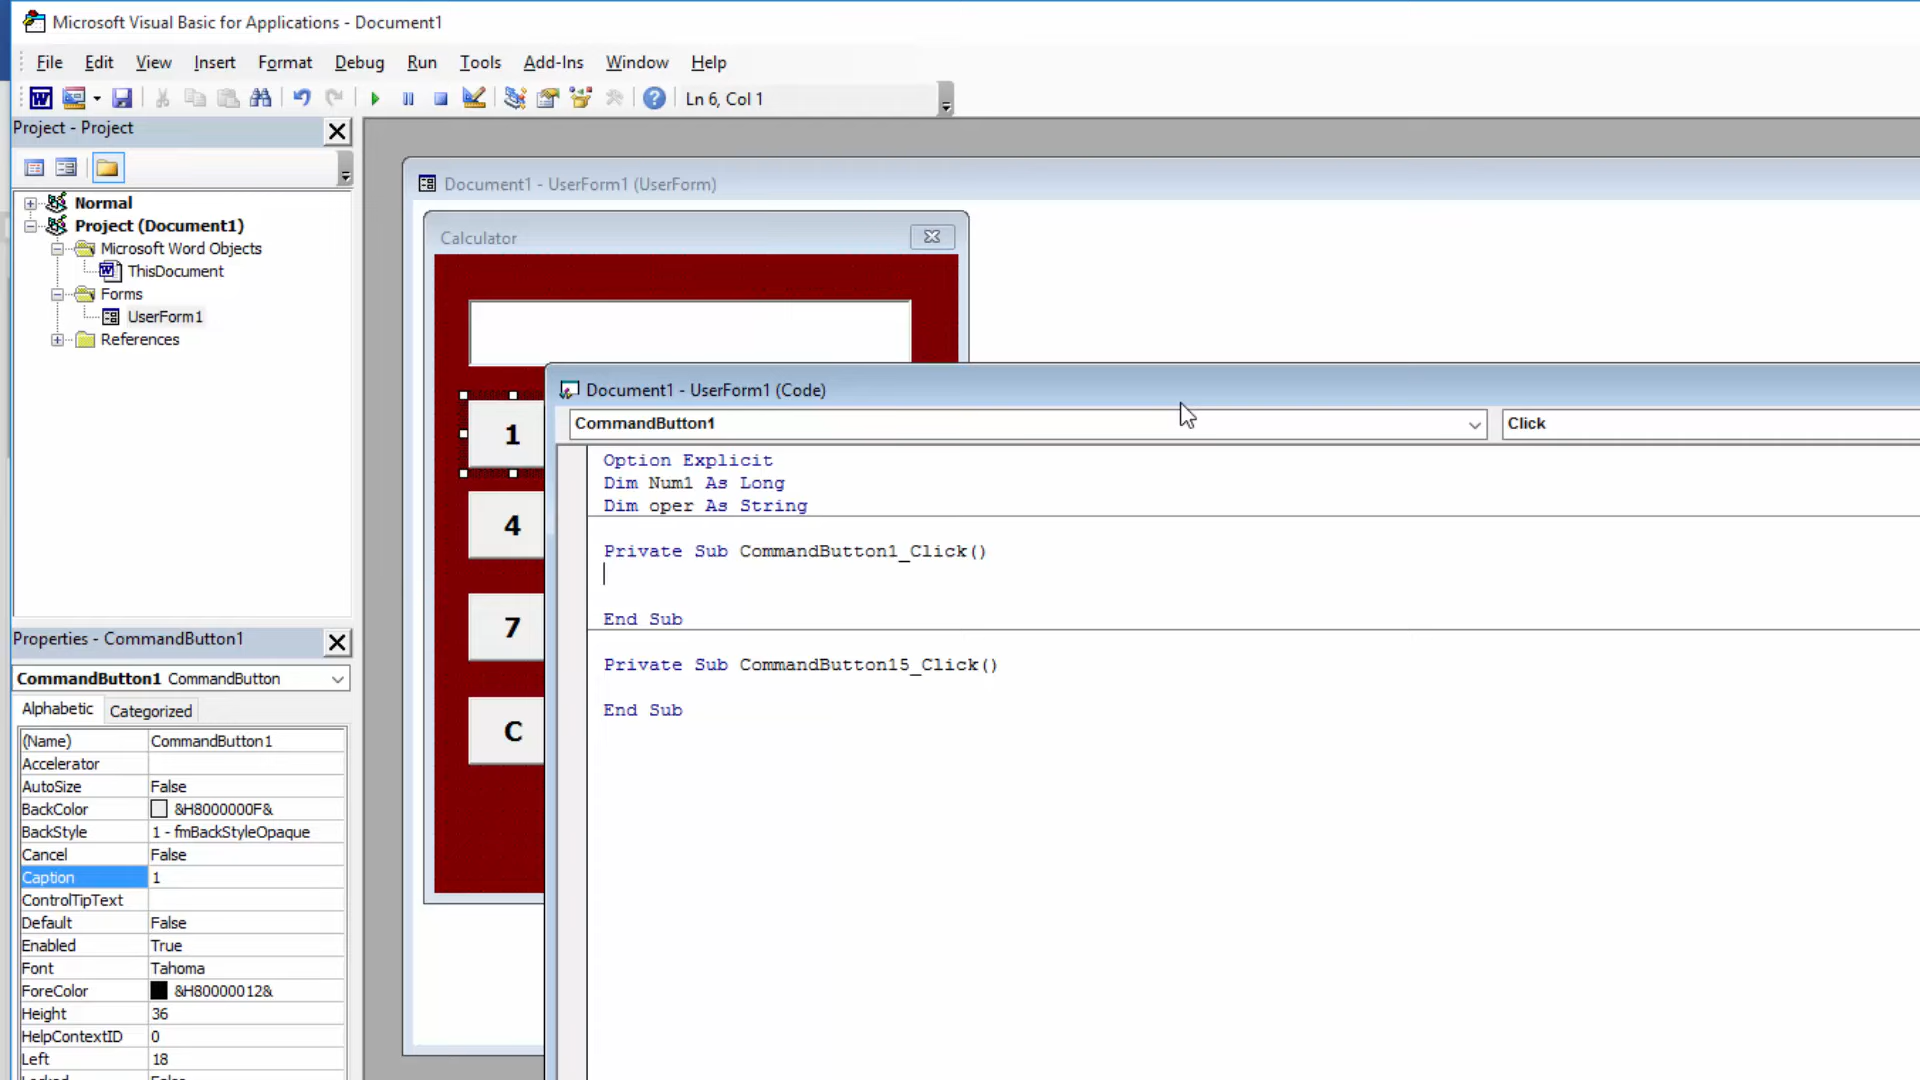 Microsoft Visual Basic for Applications - Document1
File Edit View Insert Format Debug Run Tools Add-Ins Window Help
Ln 6, Col 1
Project - Project
Normal
Project (Document1)
Microsoft Word Objects
ThisDocument
Forms
UserForm1
References
Document1 - UserForm1 (UserForm)
Calculator
1
4
7
C
Document1 - UserForm1 (Code)
CommandButton1
Click
Option Explicit
Dim Num1 As Long
Dim oper As String
Private Sub CommandButton1_Click()
End Sub
Private Sub CommandButton15_Click()
End Sub
Properties - CommandButton1
CommandButton1 CommandButton
Alphabetic Categorized
(Name) CommandButton1
Accelerator
AutoSize False
BackColor &H8000000F&
BackStyle 1 - fmBackStyleOpaque
Cancel False
Caption 1
ControlTipText
Default False
Enabled True
Font Tahoma
ForeColor &H80000012&
Height 36
HelpContextID 0
Left 18